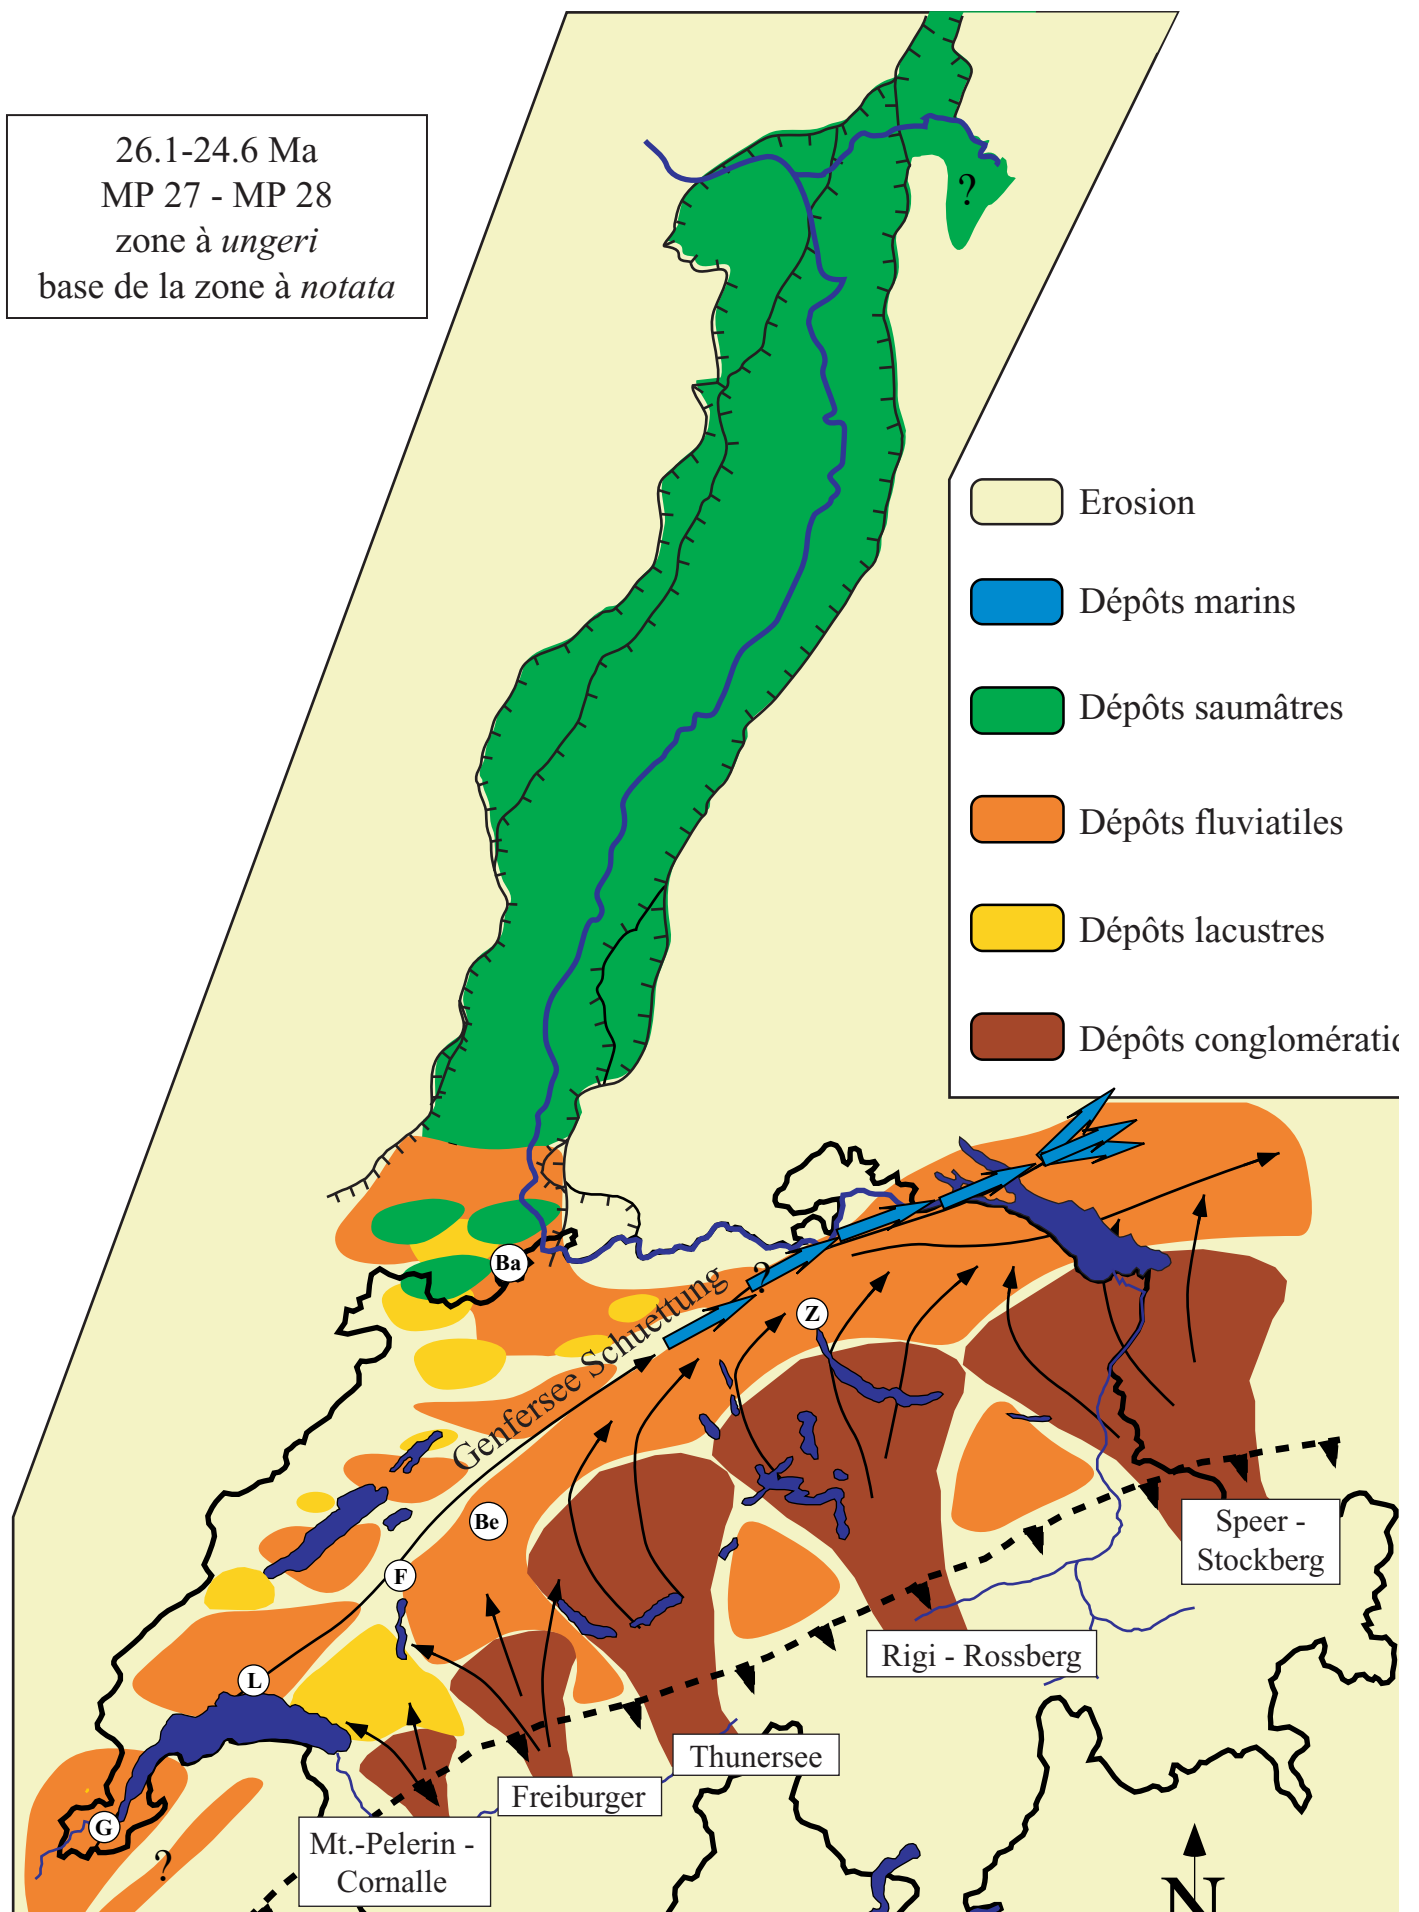 26.1-24.6 Ma
MP 27 - MP 28
zone à ungeri
base de la zone à notata
?
Erosion
Dépôts marins
Dépôts saumâtres
Dépôts fluviatiles
Dépôts lacustres
Dépôts conglomératic
Ba
?
Genfersee Schuettung
Z
Be
F
L
G
?
Speer -
Stockberg
Rigi - Rossberg
Thunersee
Freiburger
Mt.-Pelerin -
Cornalle
N